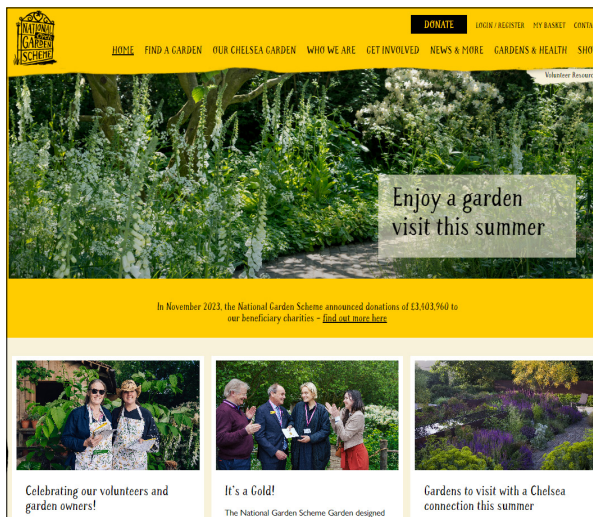 NATIONAL
GARDEN
SCHEME
DONATE LOGIN / REGISTER MY BASKET CONTA
HOME FIND A GARDEN OUR CHELSEA GARDEN WHO WE ARE GET INVOLVED NEWS & MORE GARDENS & HEALTH SHO
Volunteer Resourc
Enjoy a garden
visit this summer
In November 2023, the National Garden Scheme announced donations of £3,403,960 to
our beneficiary charities – find out more here
Celebrating our volunteers and
garden owners!
It's a Gold!
The National Garden Scheme Garden designed
Gardens to visit with a Chelsea
connection this summer